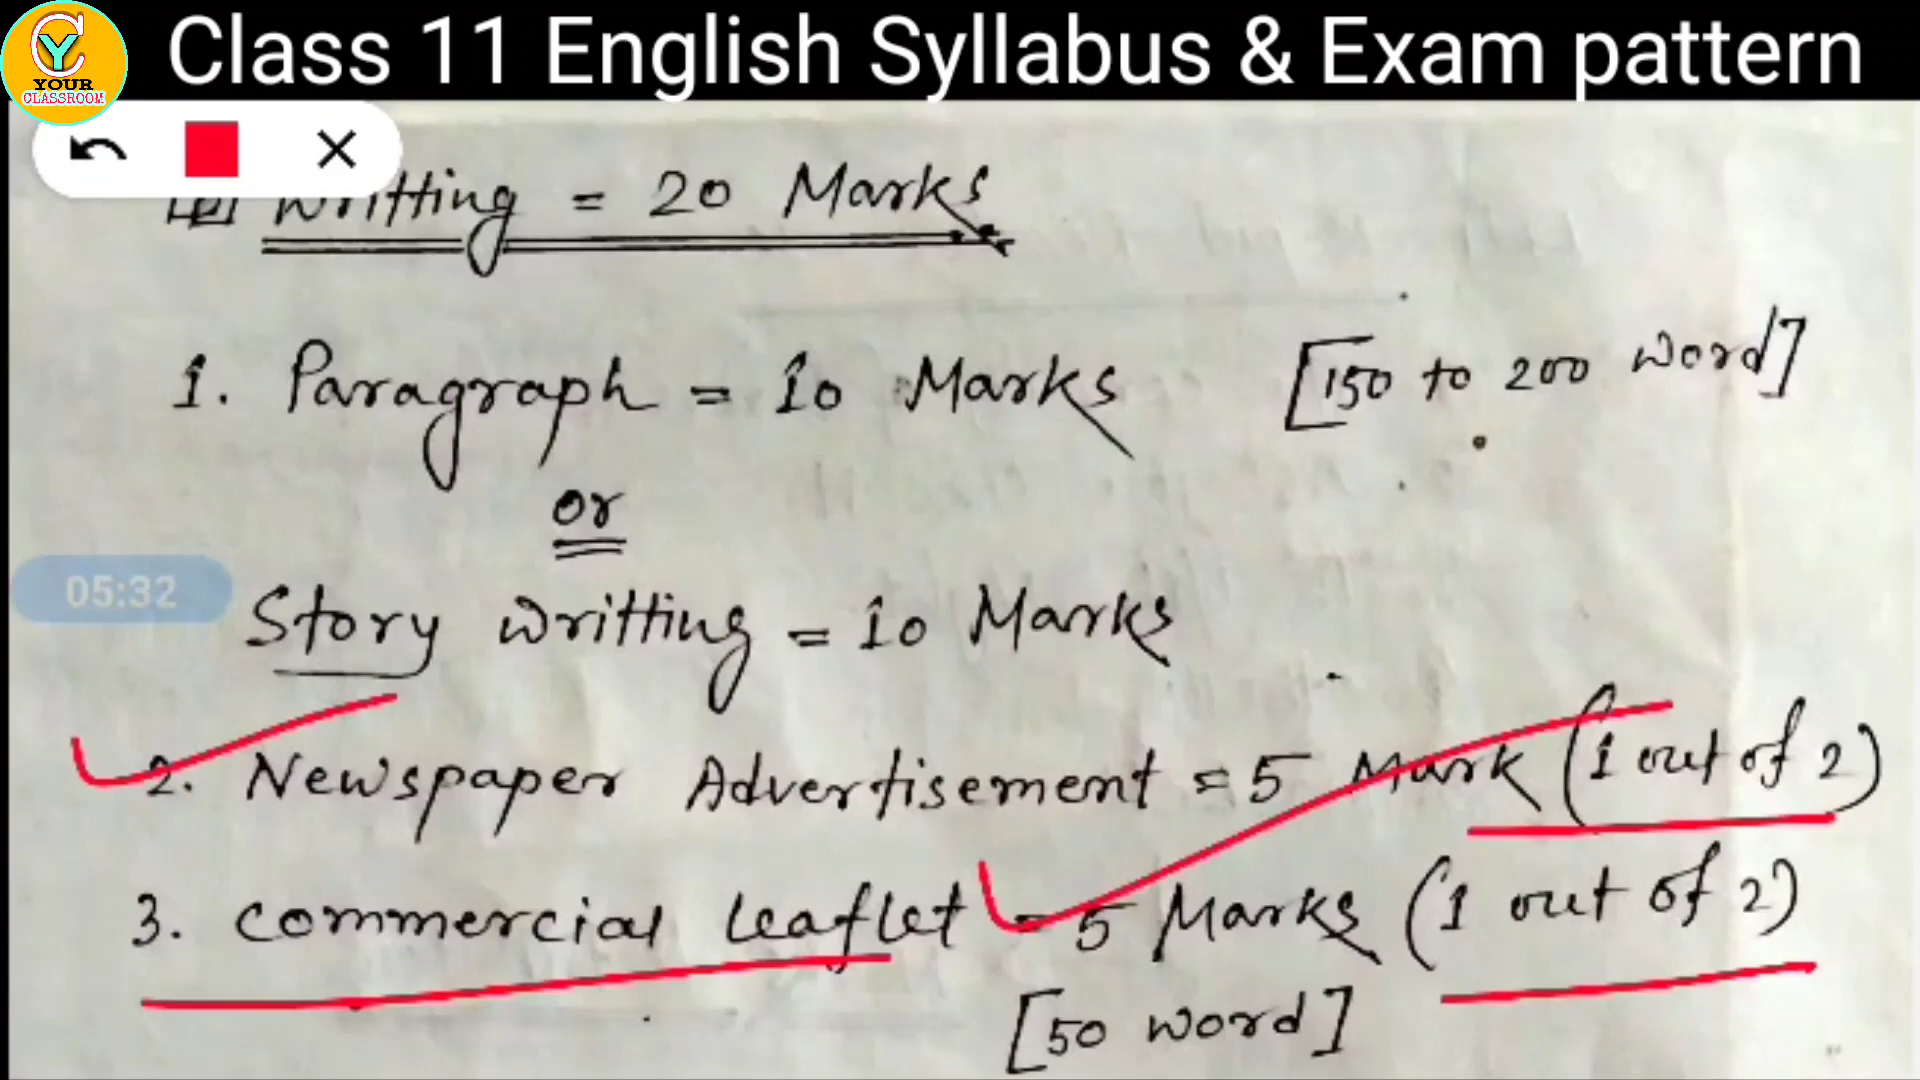 Class 11 English Syllabus & Exam pattern
CY
YOUR
CLASSROOM
Writting = 20 Marks
1. Paragraph = 10 Marks [150 to 200 word]
or
05:32
Story writting = 10 Marks
2. Newspaper Advertisement = 5 Mark (1 out of 2)
3. commercial leaflet = 5 Marks (1 out of 2)
[50 word]